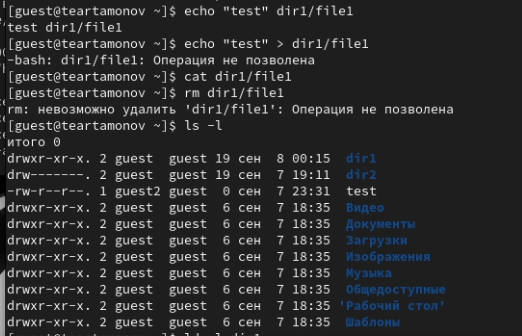 [guest@teartamonov ~]$ echo "test" dir1/file1
test dir1/file1
[guest@teartamonov ~]$ echo "test" > dir1/file1
-bash: dir1/file1: Операция не позволена
[guest@teartamonov ~]$ cat dir1/file1
[guest@teartamonov ~]$ rm dir1/file1
rm: невозможно удалить 'dir1/file1': Операция не позволена
[guest@teartamonov ~]$ ls -l
итого 0
drwxr-xr-x. 2 guest  guest 19 сен  8 00:15  dir1
drw-------. 2 guest  guest 19 сен  7 19:11  dir2
-rw-r--r--. 1 guest2 guest  0 сен  7 23:31  test
drwxr-xr-x. 2 guest  guest  6 сен  7 18:35  Видео
drwxr-xr-x. 2 guest  guest  6 сен  7 18:35  Документы
drwxr-xr-x. 2 guest  guest  6 сен  7 18:35  Загрузки
drwxr-xr-x. 2 guest  guest  6 сен  7 18:35  Изображения
drwxr-xr-x. 2 guest  guest  6 сен  7 18:35  Музыка
drwxr-xr-x. 2 guest  guest  6 сен  7 18:35  Общедоступные
drwxr-xr-x. 2 guest  guest  6 сен  7 18:35 'Рабочий стол'
drwxr-xr-x. 2 guest  guest  6 сен  7 18:35  Шаблоны